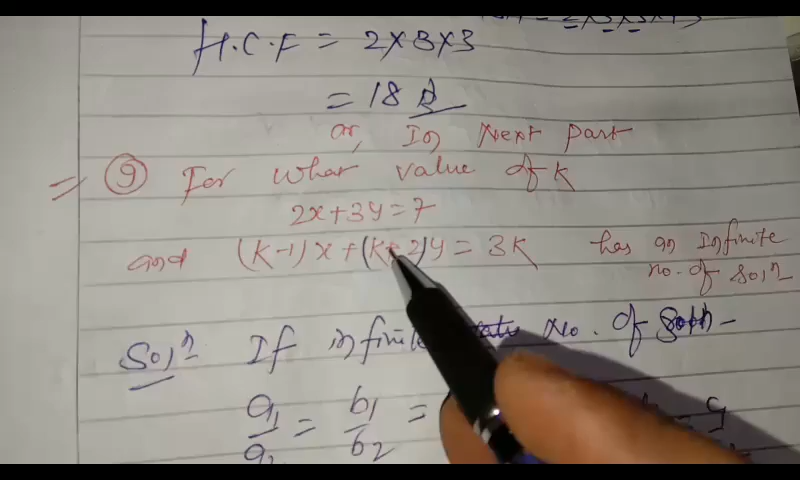 H.C.F = 2×3×3
= 18
or, In Next part
⇒ (9) For what value of K
2x+3y=7
and (K-1)x+(K+2)y = 3K has an Infinite
no. of Soln
Soln If infinite No. of Soln -
a1/a2 = b1/b2 =